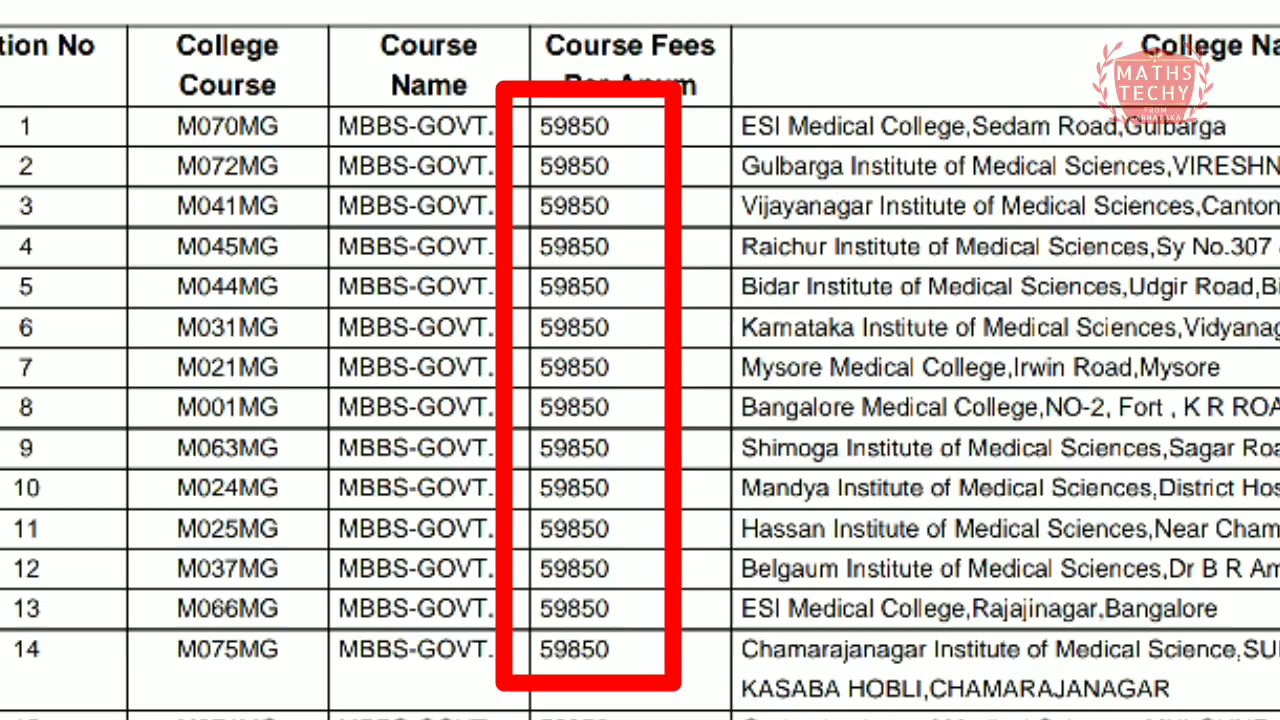 tion No College Course Course Fees College Na
Course Name Per Anum
MATHS
TECHY
FROM
KARNATAKA
1 M070MG MBBS-GOVT. 59850 ESI Medical College,Sedam Road,Gulbarga
2 M072MG MBBS-GOVT. 59850 Gulbarga Institute of Medical Sciences,VIRESHN
3 M041MG MBBS-GOVT. 59850 Vijayanagar Institute of Medical Sciences,Canton
4 M045MG MBBS-GOVT. 59850 Raichur Institute of Medical Sciences,Sy No.307
5 M044MG MBBS-GOVT. 59850 Bidar Institute of Medical Sciences,Udgir Road,Bi
6 M031MG MBBS-GOVT. 59850 Karnataka Institute of Medical Sciences,Vidyanag
7 M021MG MBBS-GOVT. 59850 Mysore Medical College,Irwin Road,Mysore
8 M001MG MBBS-GOVT. 59850 Bangalore Medical College,NO-2, Fort , K R ROA
9 M063MG MBBS-GOVT. 59850 Shimoga Institute of Medical Sciences,Sagar Roa
10 M024MG MBBS-GOVT. 59850 Mandya Institute of Medical Sciences,District Hos
11 M025MG MBBS-GOVT. 59850 Hassan Institute of Medical Sciences,Near Cham
12 M037MG MBBS-GOVT. 59850 Belgaum Institute of Medical Sciences,Dr B R Am
13 M066MG MBBS-GOVT. 59850 ESI Medical College,Rajajinagar,Bangalore
14 M075MG MBBS-GOVT. 59850 Chamarajanagar Institute of Medical Science,SU
KASABA HOBLI,CHAMARAJANAGAR